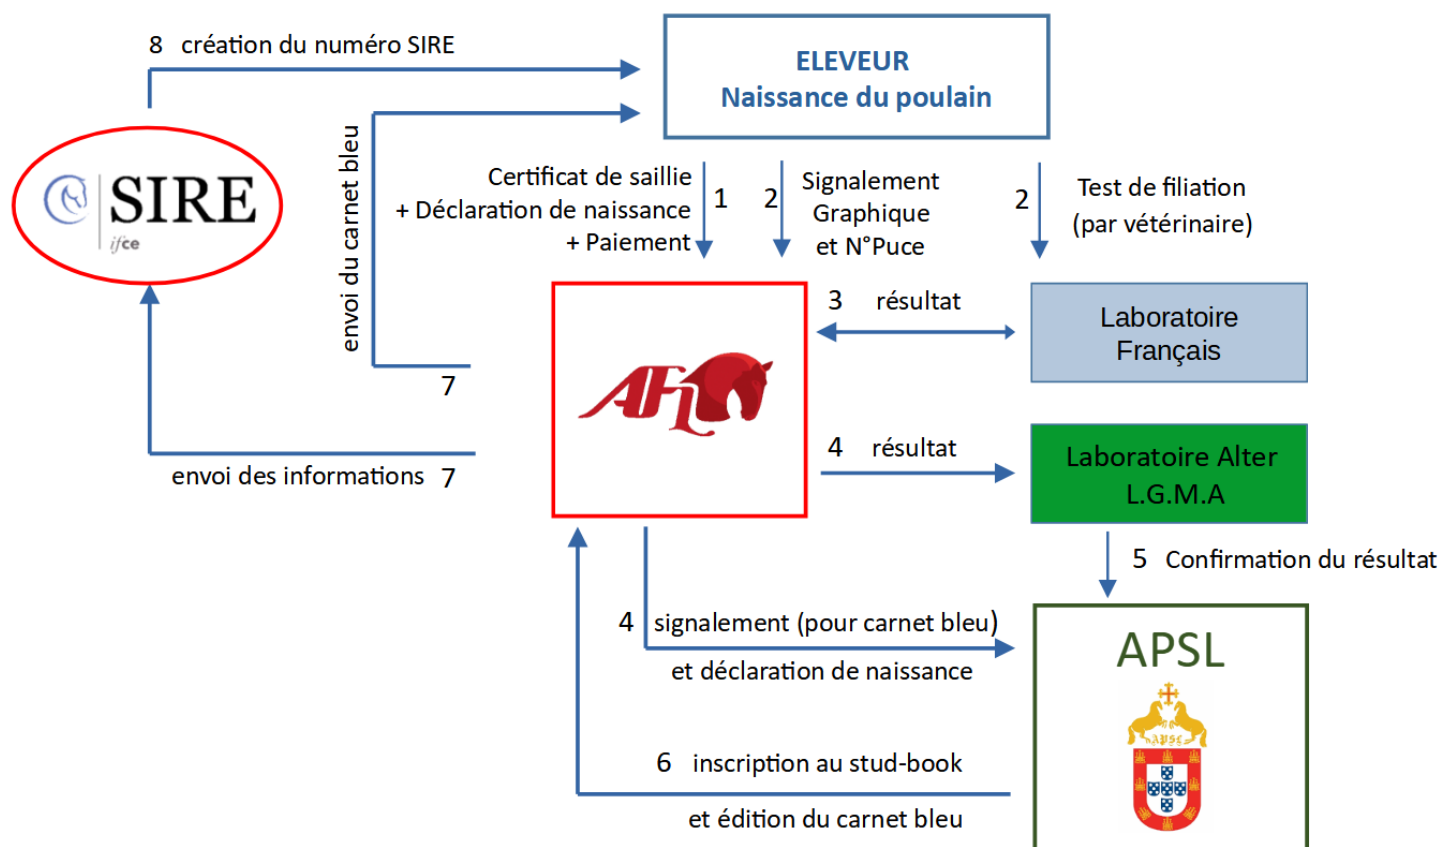 8 création du numéro SIRE
ELEVEUR
Naissance du poulain
envoi du carnet bleu
SIRE
ifce
Certificat de saillie
+ Déclaration de naissance
+ Paiement
1
2
Signalement
Graphique
et N°Puce
2
Test de filiation
(par vétérinaire)
3 résultat
Laboratoire
Français
AFL
7
4 résultat
Laboratoire Alter
L.G.M.A
envoi des informations 7
5 Confirmation du résultat
4 signalement (pour carnet bleu)
et déclaration de naissance
APSL
APSL
6 inscription au stud-book
et édition du carnet bleu